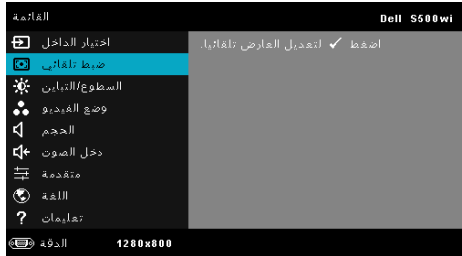 القائمة
Dell S500wi
اختيار الداخل
اضغط ✓ لتعديل العارض تلقائيا.
ضبط تلقائي
السطوع/التباين
وضع الفيديو
الحجم
دخل الصوت
متقدمة
اللغة
تعليمات
?
الدقة 1280x800